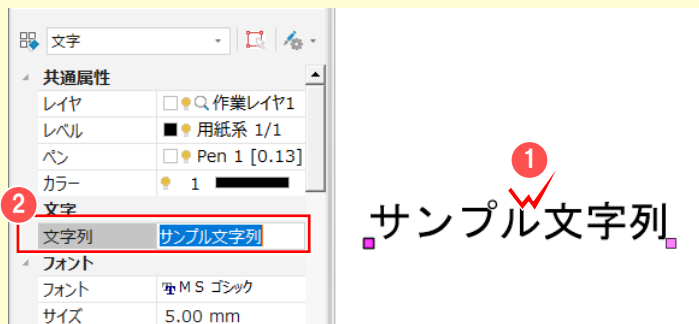 文字
共通属性
レイヤ 作業レイヤ1
レベル 用紙系 1/1
ペン Pen 1 [0.13]
カラー 1
文字
文字列 サンプル文字列
フォント
フォント MS ゴシック
サイズ 5.00 mm
2
1
サンプル文字列